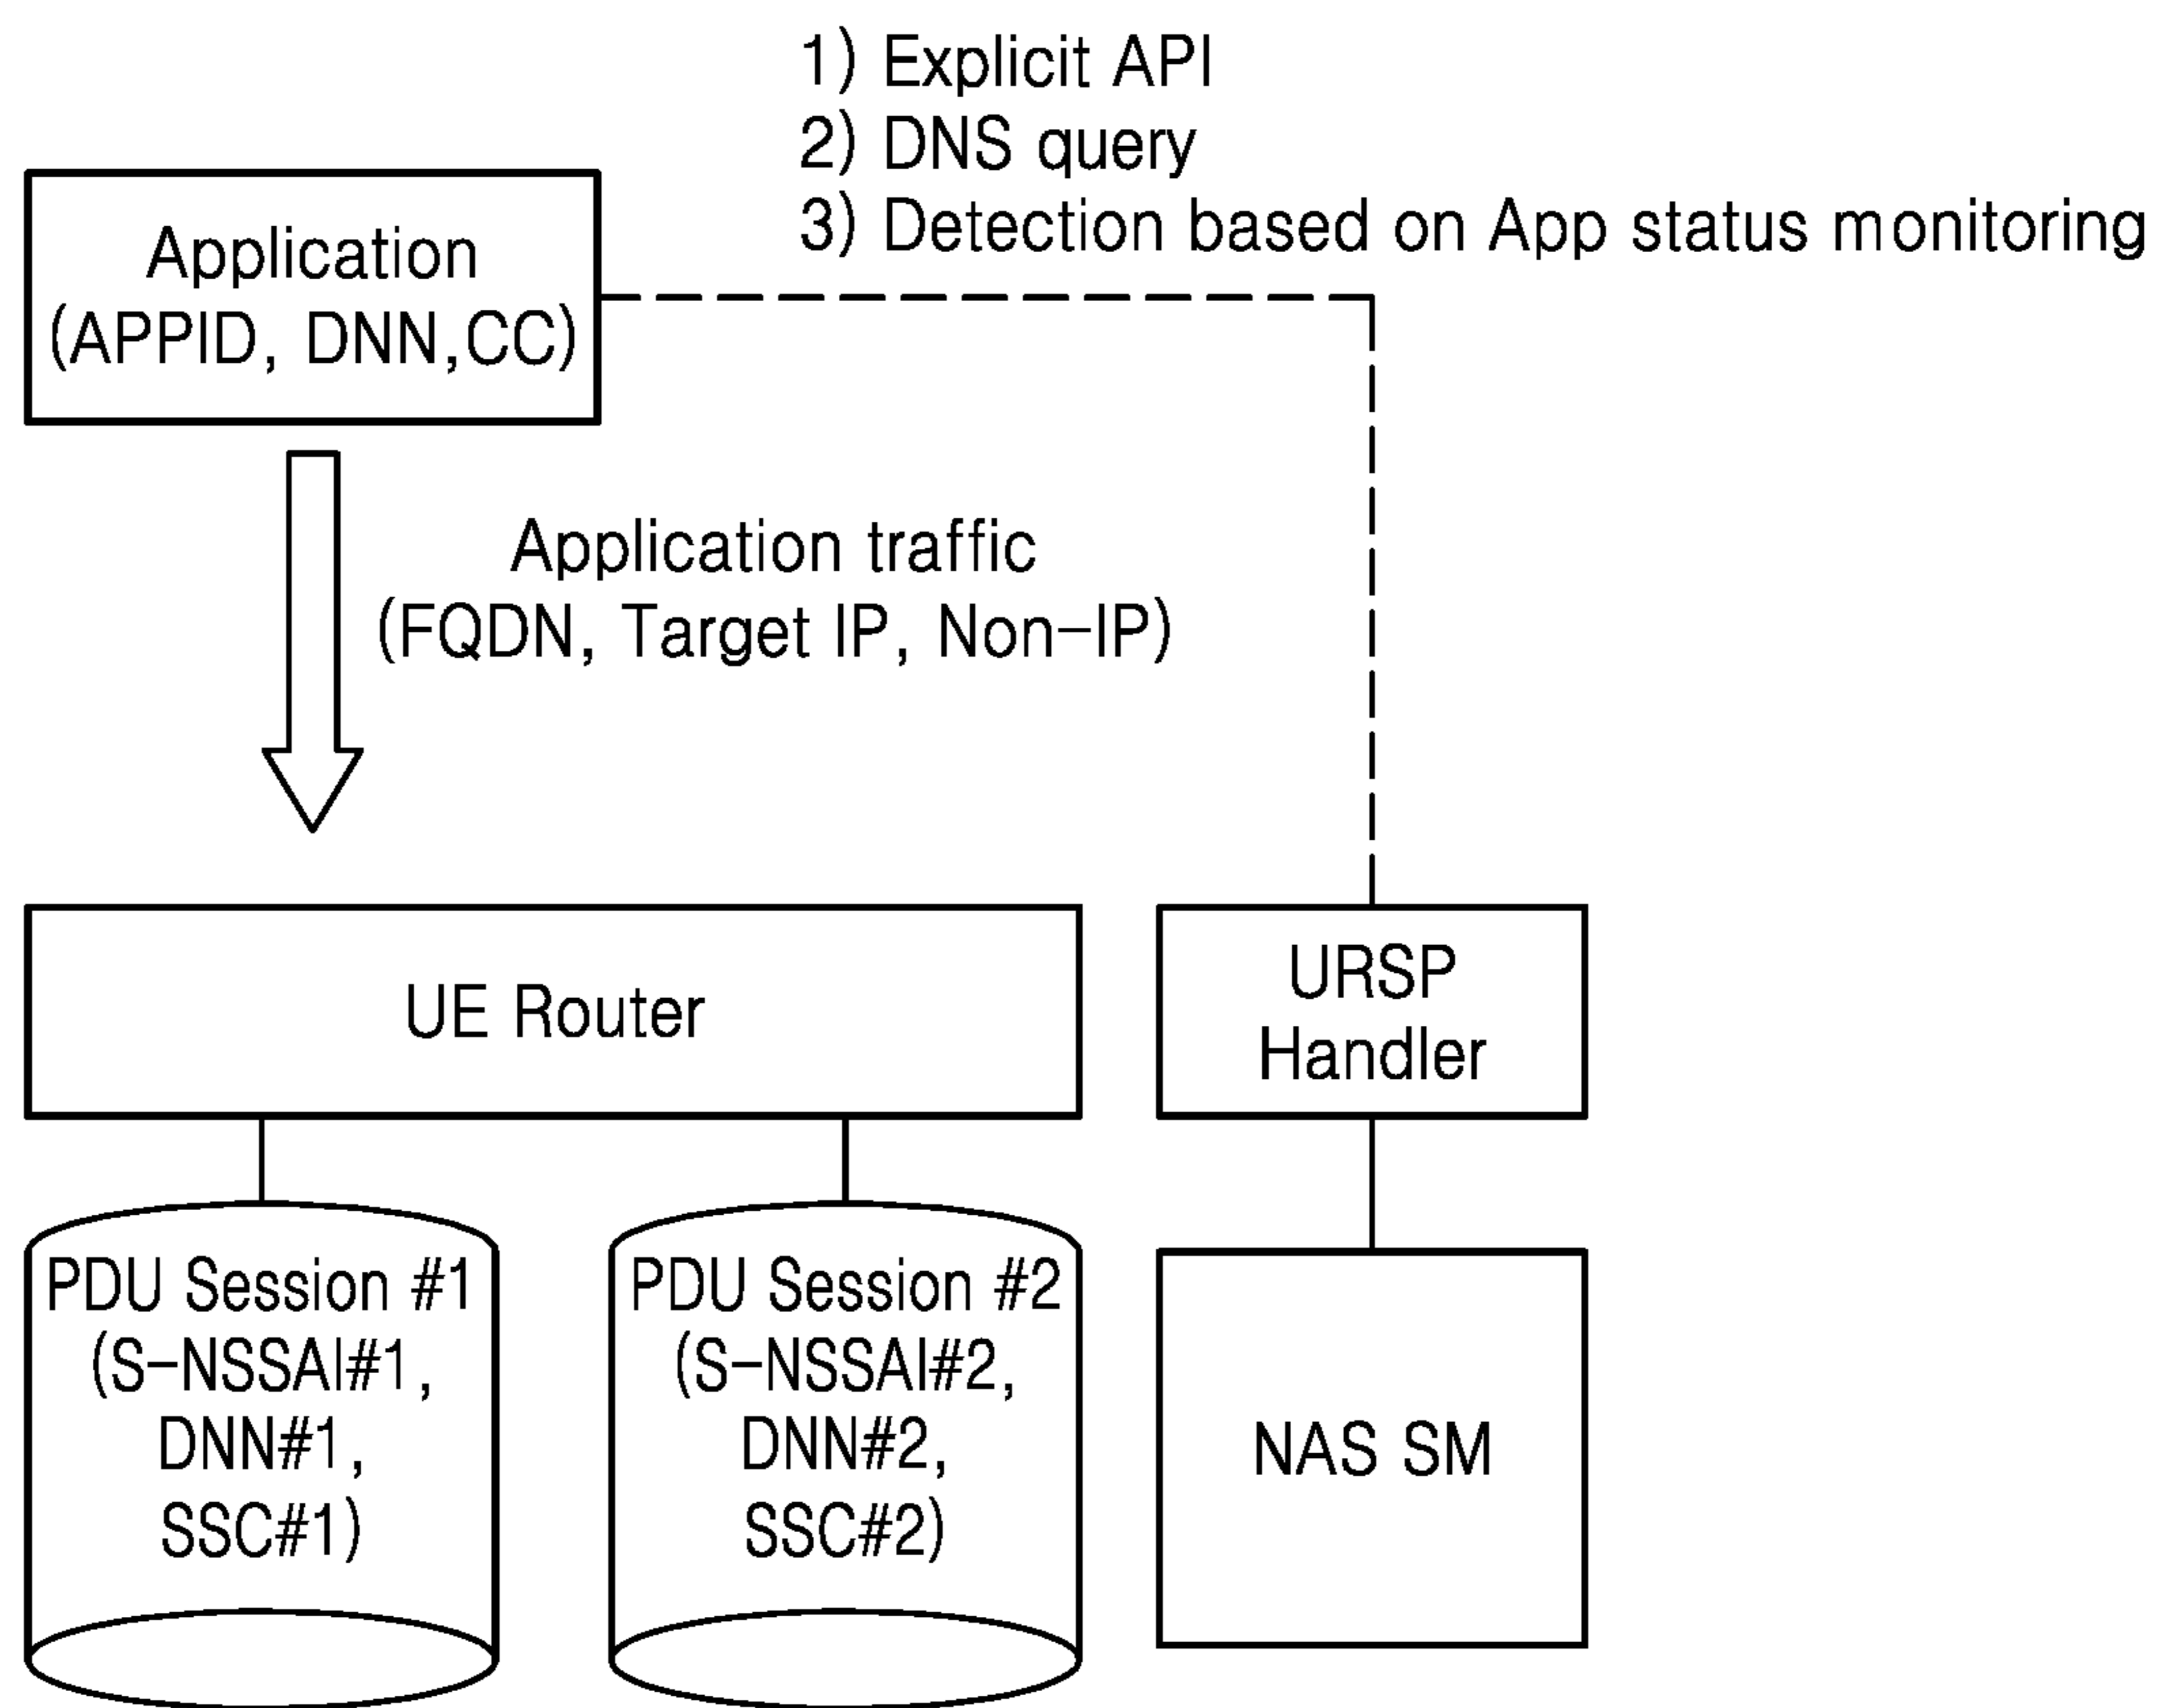 1) Explicit API
2) DNS query
3) Detection based on App status monitoring
Application
(APPID, DNN,CC)
Application traffic
(FQDN, Target IP, Non-IP)
UE Router
URSP
Handler
PDU Session #1
(S-NSSAI#1,
DNN#1,
SSC#1)
PDU Session #2
(S-NSSAI#2,
DNN#2,
SSC#2)
NAS SM